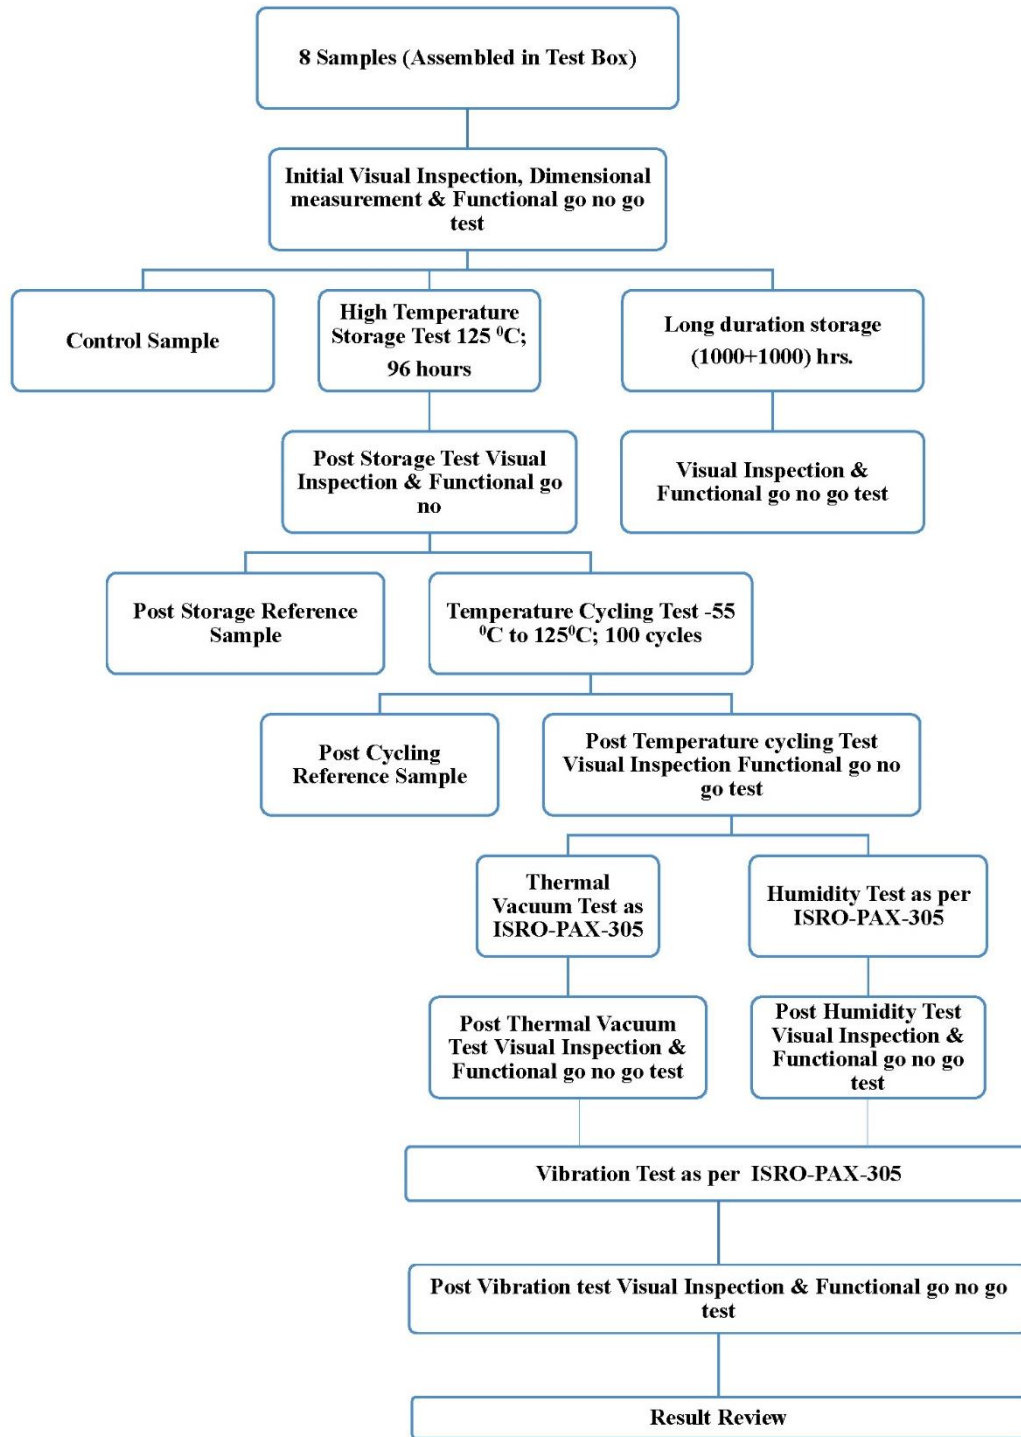 8 Samples (Assembled in Test Box)
Initial Visual Inspection, Dimensional
measurement & Functional go no go
test
Control Sample
High Temperature
Storage Test 125 ⁰C;
96 hours
Long duration storage
(1000+1000) hrs.
Post Storage Test Visual
Inspection & Functional go
no
Visual Inspection &
Functional go no go test
Post Storage Reference
Sample
Temperature Cycling Test -55
⁰C to 125⁰C; 100 cycles
Post Cycling
Reference Sample
Post Temperature cycling Test
Visual Inspection Functional go no
go test
Thermal
Vacuum Test as
ISRO-PAX-305
Humidity Test as per
ISRO-PAX-305
Post Thermal Vacuum
Test Visual Inspection &
Functional go no go test
Post Humidity Test
Visual Inspection &
Functional go no go
test
Vibration Test as per ISRO-PAX-305
Post Vibration test Visual Inspection & Functional go no go
test
Result Review